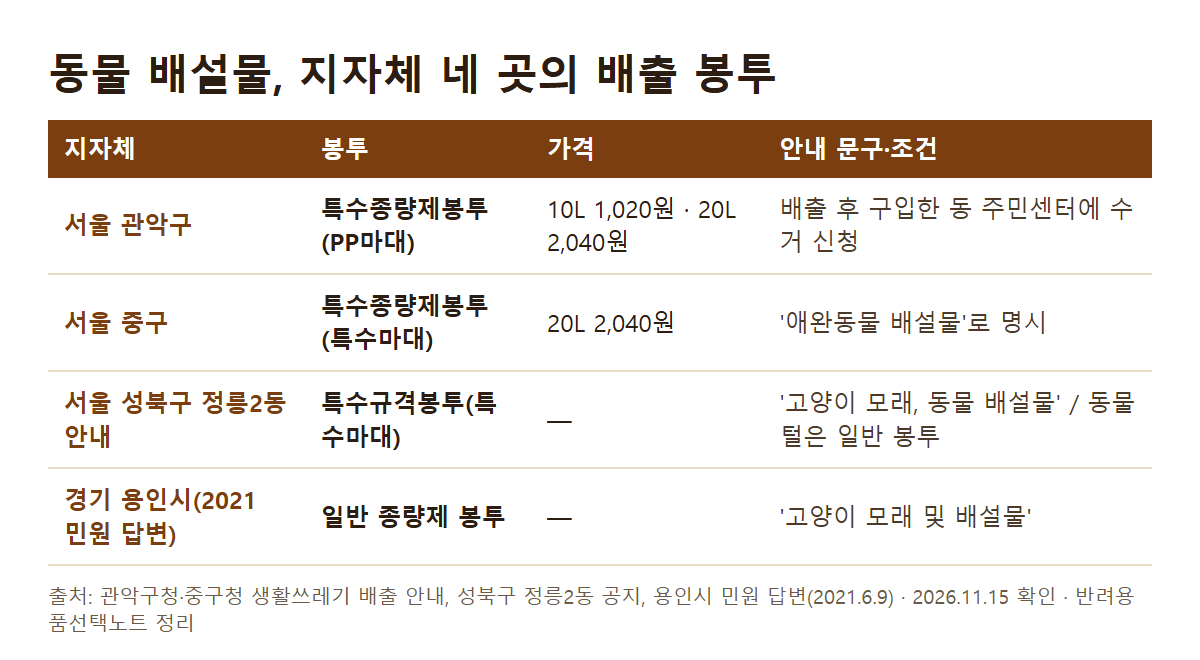 동물 배설물, 지자체 네 곳의 배출 봉투
지자체 봉투 가격 안내 문구·조건
서울 관악구
특수종량제봉투
(PP마대)
10L 1,020원 · 20L
2,040원
배출 후 구입한 동 주민센터에 수
거 신청
서울 중구
특수종량제봉투
(특수마대)
20L 2,040원
'애완동물 배설물'로 명시
서울 성북구 정릉2동
안내
특수규격봉투(특
수마대)
—
'고양이 모래, 동물 배설물' / 동물
털은 일반 봉투
경기 용인시(2021
민원 답변)
일반 종량제 봉투
—
'고양이 모래 및 배설물'
출처: 관악구청·중구청 생활쓰레기 배출 안내, 성북구 정릉2동 공지, 용인시 민원 답변(2021.6.9) · 2026.11.15 확인 · 반려용
품선택노트 정리